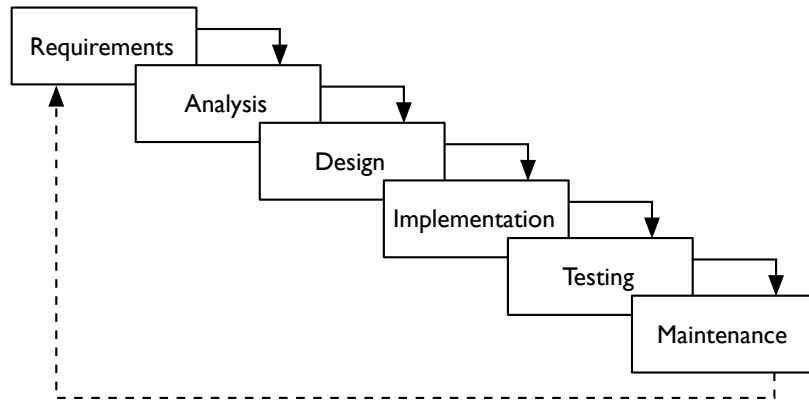 Requirements
Analysis
Design
Implementation
Testing
Maintenance